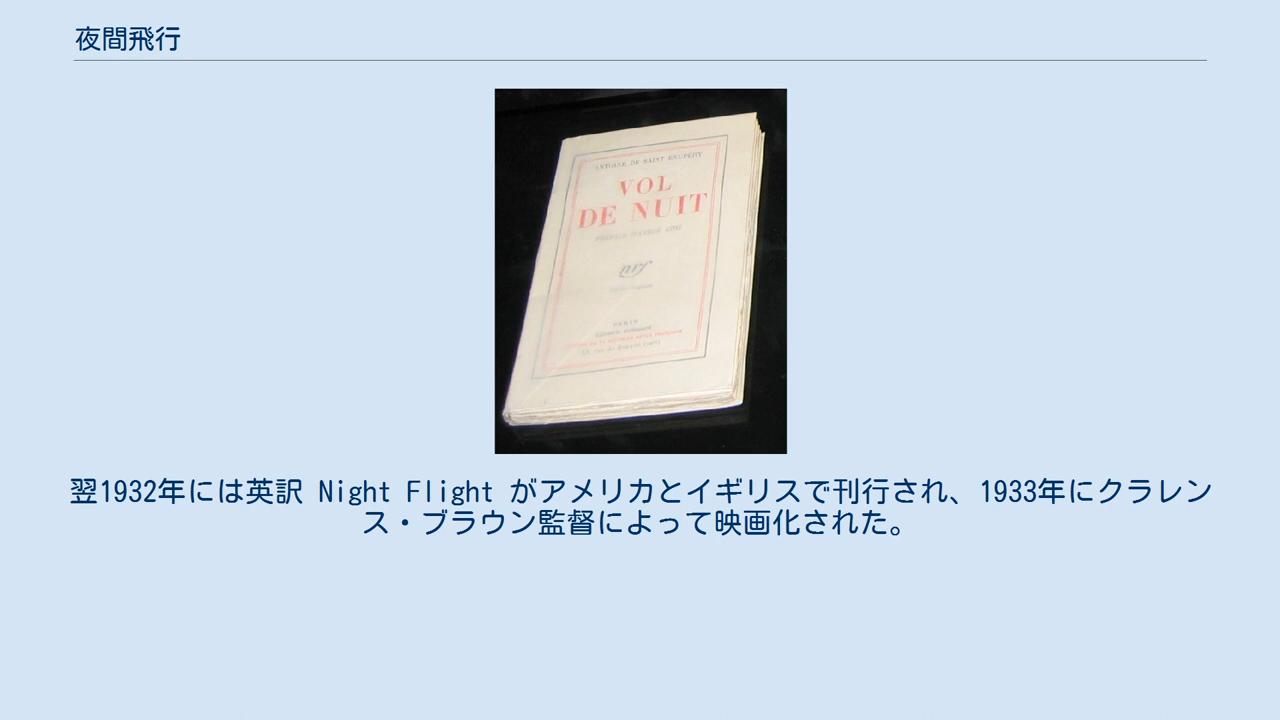 夜間飛行
ANTOINE DE SAINT EXUPÉRY
VOL
DE NUIT
PRÉFACE D'ANDRÉ GIDE
nrf
PARIS
翌1932年には英訳 Night Flight がアメリカとイギリスで刊行され、1933年にクラレン
ス・ブラウン監督によって映画化された。